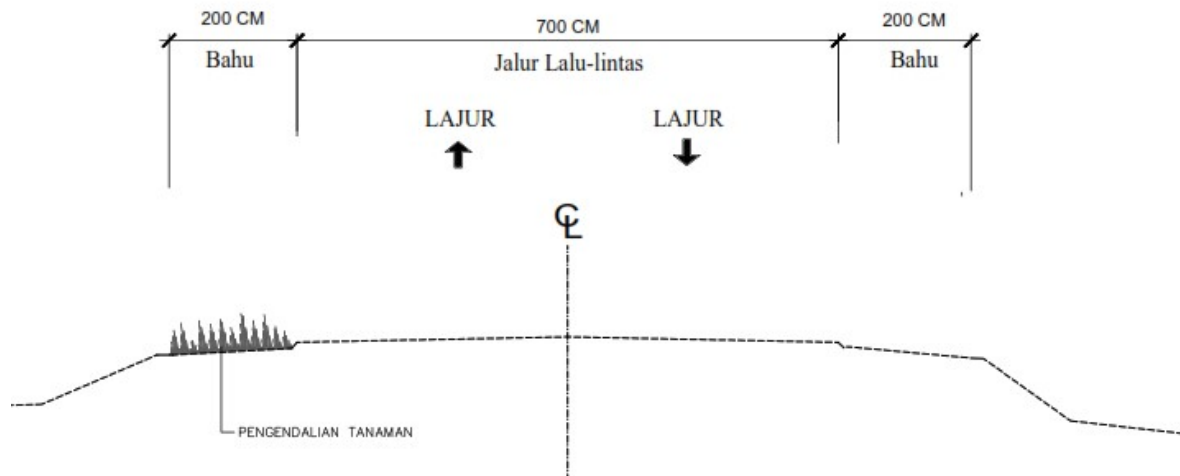 200 CM
700 CM
200 CM
Bahu
Jalur Lalu-lintas
Bahu
LAJUR
LAJUR
CL
PENGENDALIAN TANAMAN